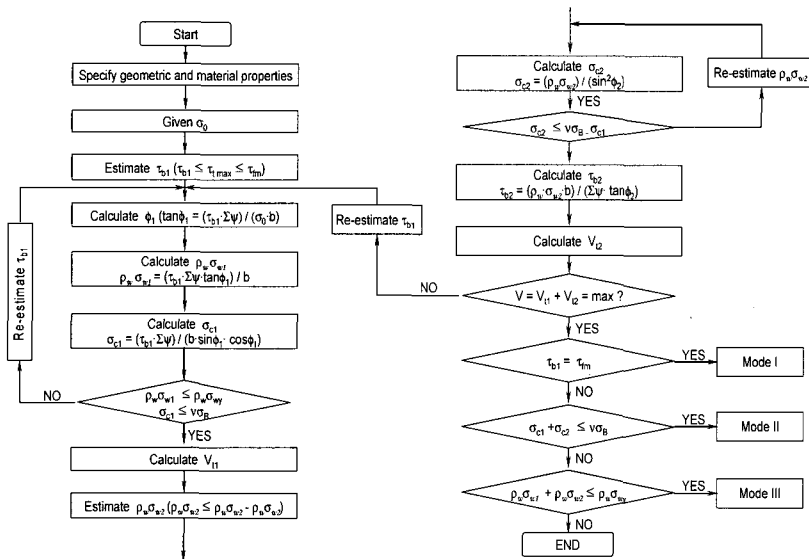 Start
Specify geometric and material properties
Given σ₀
Estimate τb1 (τb1 ≤ τt max ≤ τfm)
Calculate ϕ₁ (tanϕ₁ = (τb1·Σψ) / (σ₀·b)
Calculate ρwσw1
ρwσw1 = (τb1·Σψ·tanϕ₁) / b
Calculate σc1
σc1 = (τb1·Σψ) / (b·sinϕ₁· cosϕ₁)
ρwσw1 ≤ ρwσwy
σc1 ≤ νσB
NO
Re-estimate τb1
YES
Calculate Vt1
Estimate ρwσw2 (ρwσw2 ≤ ρwσw2 - ρwσw2)
Calculate σc2
σc2 = (ρwσw2) / (sin²ϕ₂)
YES
σc2 ≤ νσB - σc1
Re-estimate ρwσw2
Calculate τb2
τb2 = (ρw·σw2·b) / (Σψ· tanϕ₂)
Calculate Vt2
V = Vt1 + Vt2 = max ?
NO
Re-estimate τb1
YES
τb1 = τfm
YES
Mode I
NO
σc1 +σc2 ≤ νσB
YES
Mode II
NO
ρwσw1 + ρwσw2 ≤ ρwσwy
YES
Mode III
NO
END